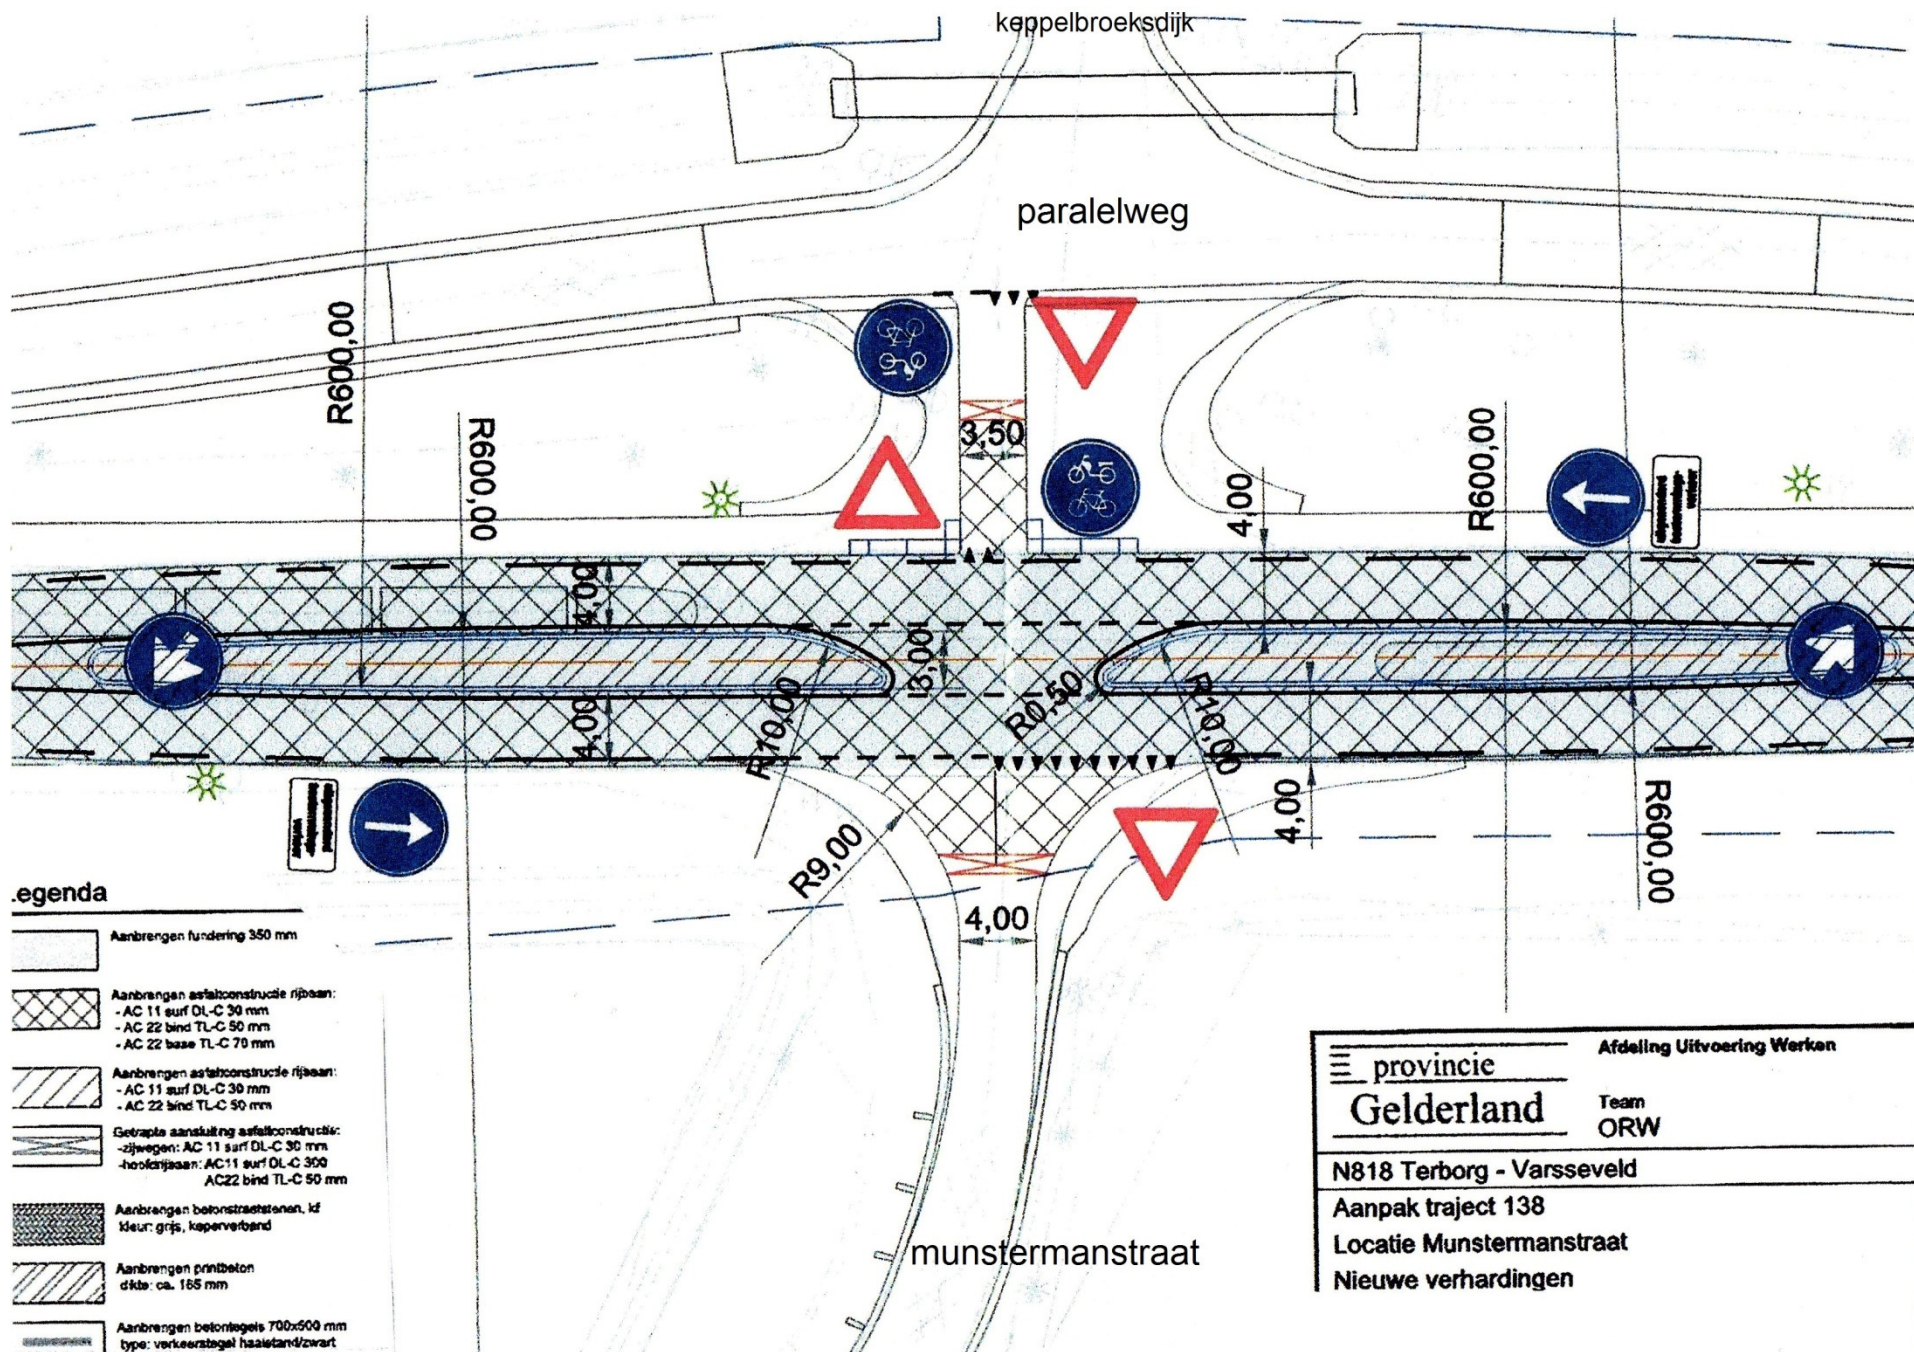 keppelbroeksdijk
paralelweg
R600,00
R600,00
3,50
4,00
R600,00
uitgezonderd
bestemmings-
verkeer
4,00
3,00
4,00
R10,00
R0,50
R10,00
4,00
R600,00
uitgezonderd
bestemmings-
verkeer
R9,00
4,00
.egenda
Aanbrengen fundering 350 mm
Aanbrengen asfaltconstructie rijbaan:
- AC 11 surf DL-C 30 mm
- AC 22 bind TL-C 50 mm
- AC 22 base TL-C 70 mm
Aanbrengen asfaltconstructie rijbaan:
- AC 11 surf DL-C 30 mm
- AC 22 bind TL-C 50 mm
Getrapte aansluiting asfaltconstructie:
-zijwegen: AC 11 surf DL-C 30 mm
-hoofdrijbaan: AC11 surf DL-C 300
AC22 bind TL-C 50 mm
Aanbrengen betonstraatstenen, kf
kleur: grijs, keperverband
Aanbrengen printbeton
dikte: ca. 165 mm
Aanbrengen betontegels 700x500 mm
type: verkeerstegel haaietand/zwart
munstermanstraat
provincie
Gelderland
Afdeling Uitvoering Werken
Team
ORW
N818 Terborg - Varsseveld
Aanpak traject 138
Locatie Munstermanstraat
Nieuwe verhardingen